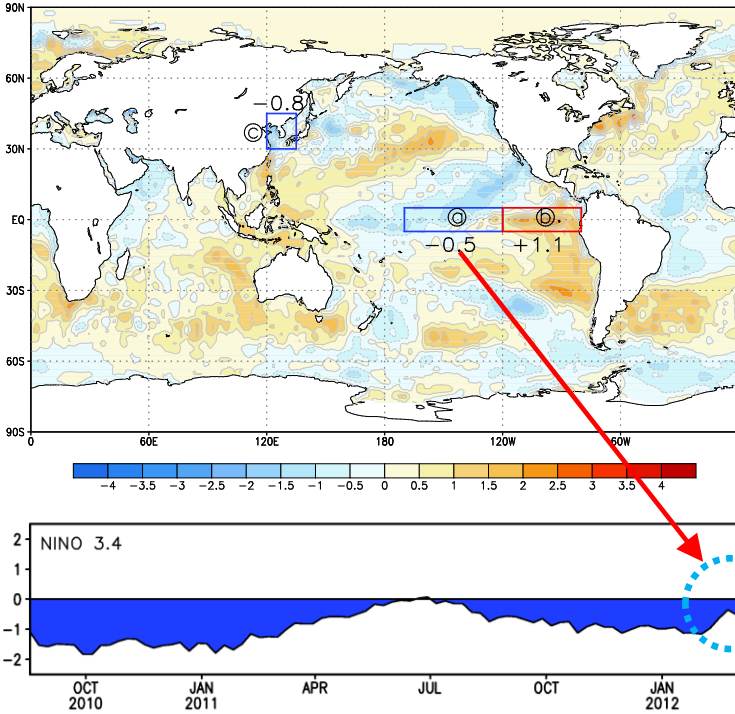 90N
60N
30N
EQ
30S
60S
90S
0 60E 120E 180 120W 60W
−0.8
ⓒ
ⓐ ⓑ
−0.5 +1.1
−4 −3.5 −3 −2.5 −2 −1.5 −1 −0.5 0 0.5 1 1.5 2 2.5 3 3.5 4
NINO 3.4
2
1
0
−1
−2
OCT JAN APR JUL OCT JAN
2010 2011 2012